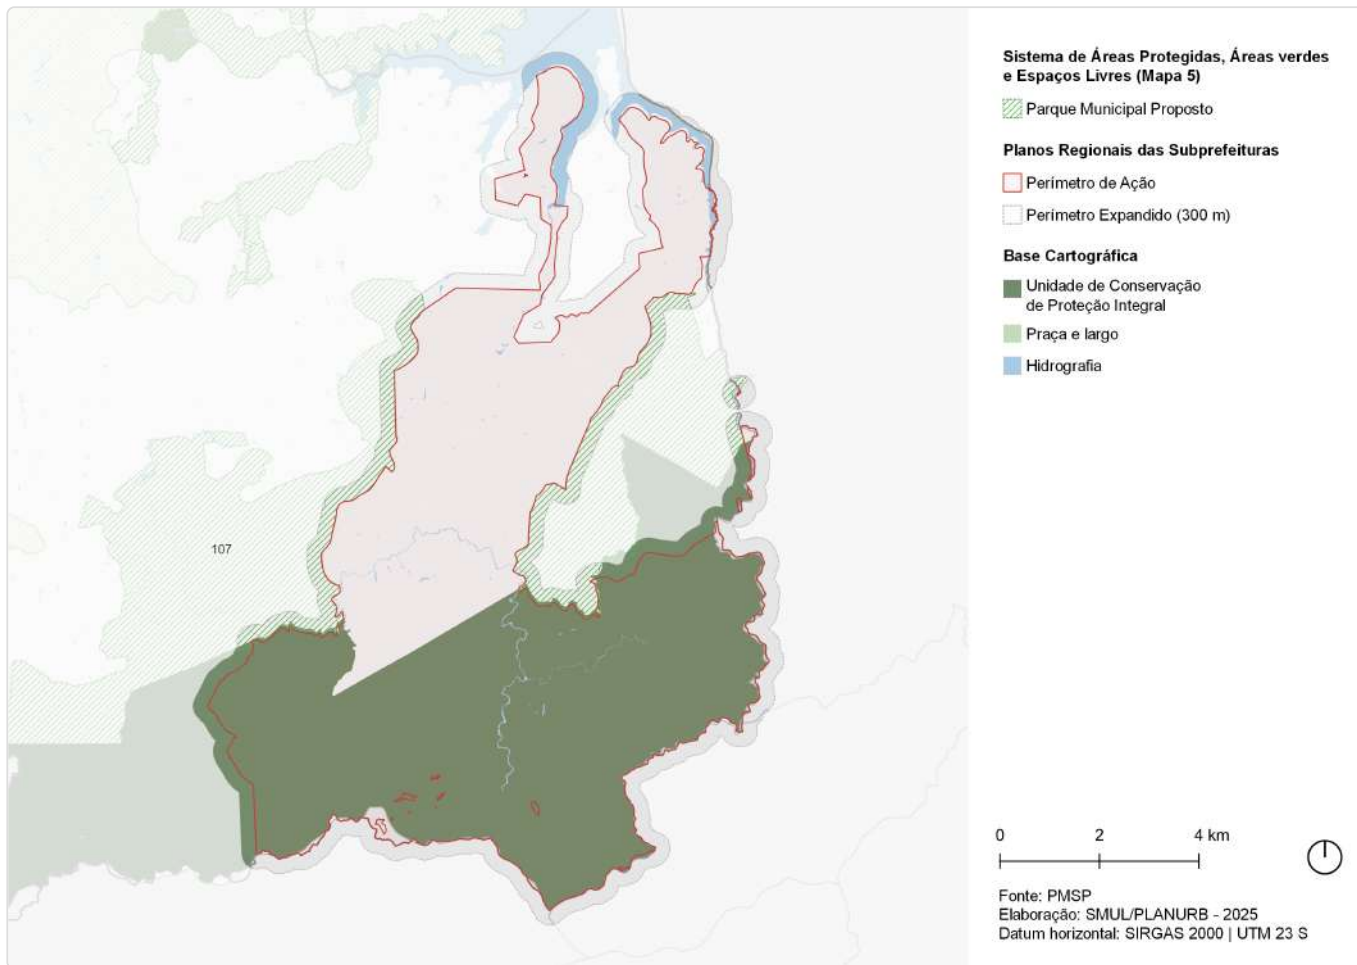 Sistema de Áreas Protegidas, Áreas verdes
e Espaços Livres (Mapa 5)
Parque Municipal Proposto
Planos Regionais das Subprefeituras
Perímetro de Ação
Perímetro Expandido (300 m)
Base Cartográfica
Unidade de Conservação
de Proteção Integral
Praça e largo
Hidrografia
107
0 2 4 km
Fonte: PMSP
Elaboração: SMUL/PLANURB - 2025
Datum horizontal: SIRGAS 2000 | UTM 23 S